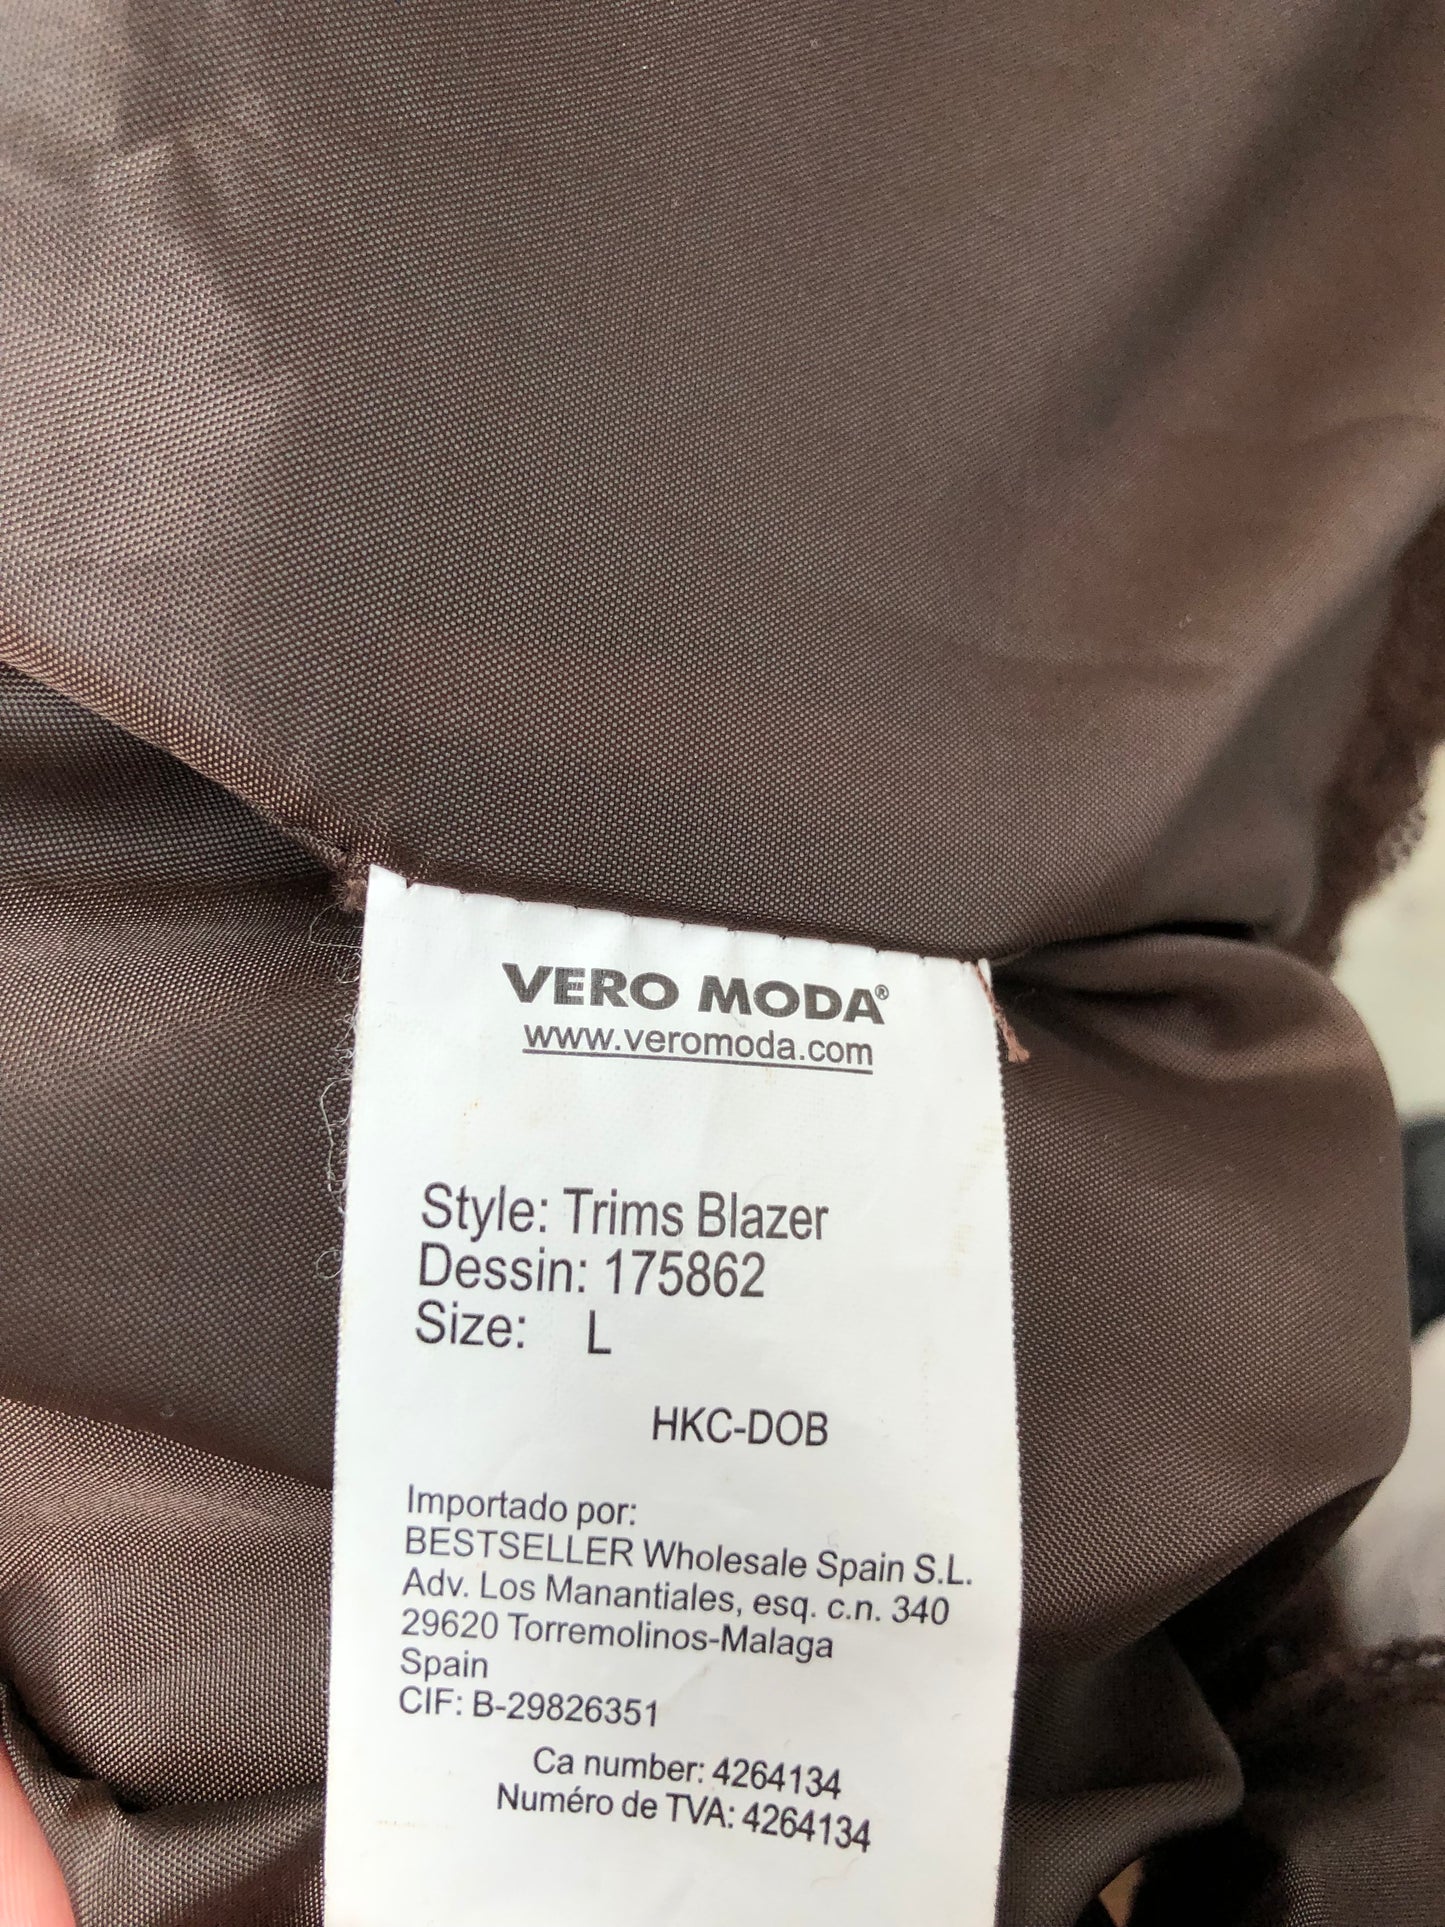 VERO MODA®
www.veromoda.com
Style: Trims Blazer
Dessin: 175862
Size: L
HKC-DOB
Importado por:
BESTSELLER Wholesale Spain S.L.
Adv. Los Manantiales, esq. c.n. 340
29620 Torremolinos-Malaga
Spain
CIF: B-29826351
Ca number: 4264134
Numéro de TVA: 4264134